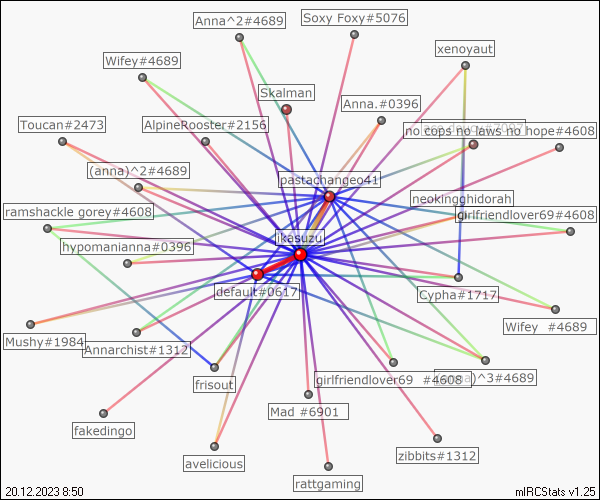 Soxy Foxy#5076
Anna^2#4689
xenoyaut
Wifey#4689
Skalman
Anna.#0396
Toucan#2473
AlpineRooster#2156
no cops no laws no hope#4608
(anna)^2#4689
pastachangeo41
neokingghidorah
ramshackle gorey#4608
girlfriendlover69#4608
ikasuzu
hypomanianna#0396
default#0617
Cypha#1717
Wifey #4689
Mushy#1984
Annarchist#1312
girlfriendlover69 #4608
)^3#4689
frisout
Mad #6901
fakedingo
avelicious
zibbits#1312
rattgaming
20.12.2023 8:50
mIRCStats v1.25